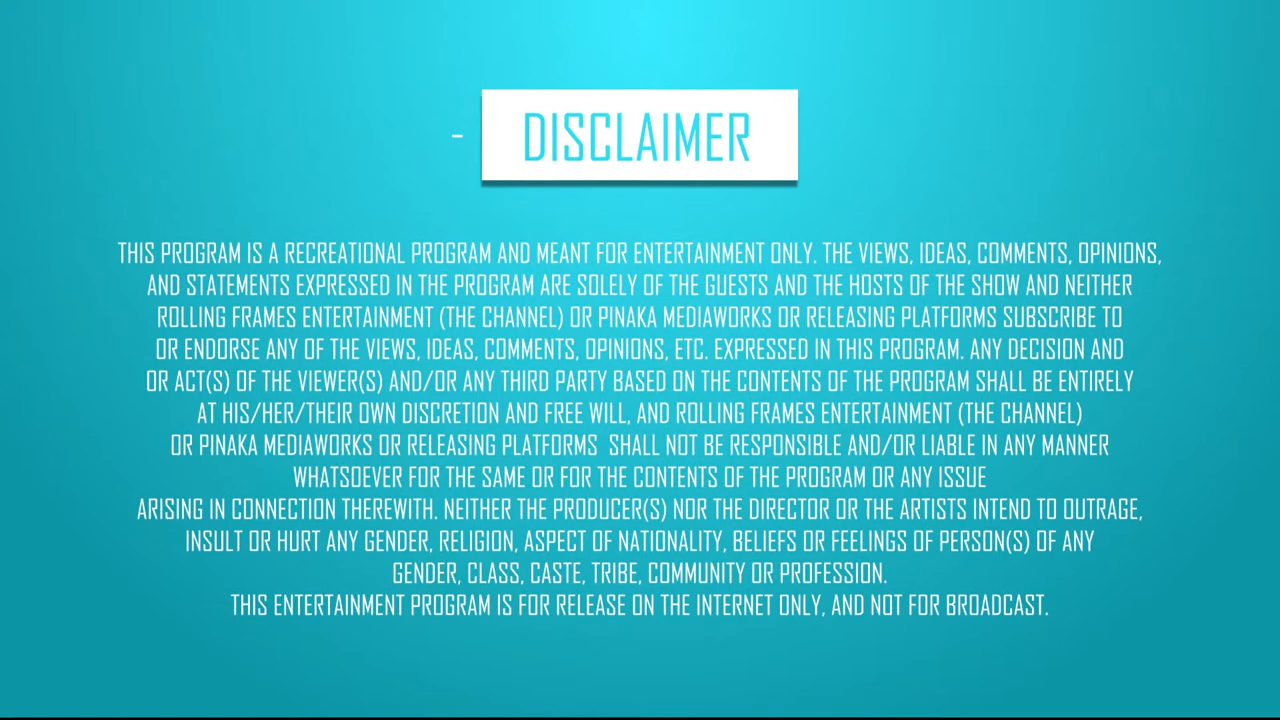 - DISCLAIMER
THIS PROGRAM IS A RECREATIONAL PROGRAM AND MEANT FOR ENTERTAINMENT ONLY. THE VIEWS, IDEAS, COMMENTS, OPINIONS,
AND STATEMENTS EXPRESSED IN THE PROGRAM ARE SOLELY OF THE GUESTS AND THE HOSTS OF THE SHOW AND NEITHER
ROLLING FRAMES ENTERTAINMENT (THE CHANNEL) OR PINAKA MEDIAWORKS OR RELEASING PLATFORMS SUBSCRIBE TO
OR ENDORSE ANY OF THE VIEWS, IDEAS, COMMENTS, OPINIONS, ETC. EXPRESSED IN THIS PROGRAM. ANY DECISION AND
OR ACT(S) OF THE VIEWER(S) AND/OR ANY THIRD PARTY BASED ON THE CONTENTS OF THE PROGRAM SHALL BE ENTIRELY
AT HIS/HER/THEIR OWN DISCRETION AND FREE WILL, AND ROLLING FRAMES ENTERTAINMENT (THE CHANNEL)
OR PINAKA MEDIAWORKS OR RELEASING PLATFORMS SHALL NOT BE RESPONSIBLE AND/OR LIABLE IN ANY MANNER
WHATSOEVER FOR THE SAME OR FOR THE CONTENTS OF THE PROGRAM OR ANY ISSUE
ARISING IN CONNECTION THEREWITH. NEITHER THE PRODUCER(S) NOR THE DIRECTOR OR THE ARTISTS INTEND TO OUTRAGE,
INSULT OR HURT ANY GENDER, RELIGION, ASPECT OF NATIONALITY, BELIEFS OR FEELINGS OF PERSON(S) OF ANY
GENDER, CLASS, CASTE, TRIBE, COMMUNITY OR PROFESSION.
THIS ENTERTAINMENT PROGRAM IS FOR RELEASE ON THE INTERNET ONLY, AND NOT FOR BROADCAST.